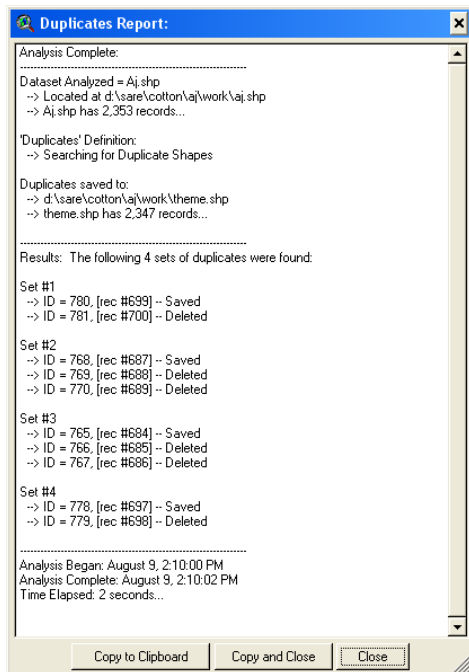 Duplicates Report:
Analysis Complete:
------------------------------------------------------------
Dataset Analyzed = Aj.shp
--> Located at d:\sare\cotton\aj\work\aj.shp
--> Aj.shp has 2,353 records...
'Duplicates' Definition:
--> Searching for Duplicate Shapes
Duplicates saved to:
--> d:\sare\cotton\aj\work\theme.shp
--> theme.shp has 2,347 records...
------------------------------------------------------------
Results:  The following 4 sets of duplicates were found:
Set #1
--> ID = 780, [rec #699] -- Saved
--> ID = 781, [rec #700] -- Deleted
Set #2
--> ID = 768, [rec #687] -- Saved
--> ID = 769, [rec #688] -- Deleted
--> ID = 770, [rec #689] -- Deleted
Set #3
--> ID = 765, [rec #684] -- Saved
--> ID = 766, [rec #685] -- Deleted
--> ID = 767, [rec #686] -- Deleted
Set #4
--> ID = 778, [rec #697] -- Saved
--> ID = 779, [rec #698] -- Deleted
------------------------------------------------------------
Analysis Began: August 9, 2:10:00 PM
Analysis Complete: August 9, 2:10:02 PM
Time Elapsed: 2 seconds...
Copy to Clipboard Copy and Close Close